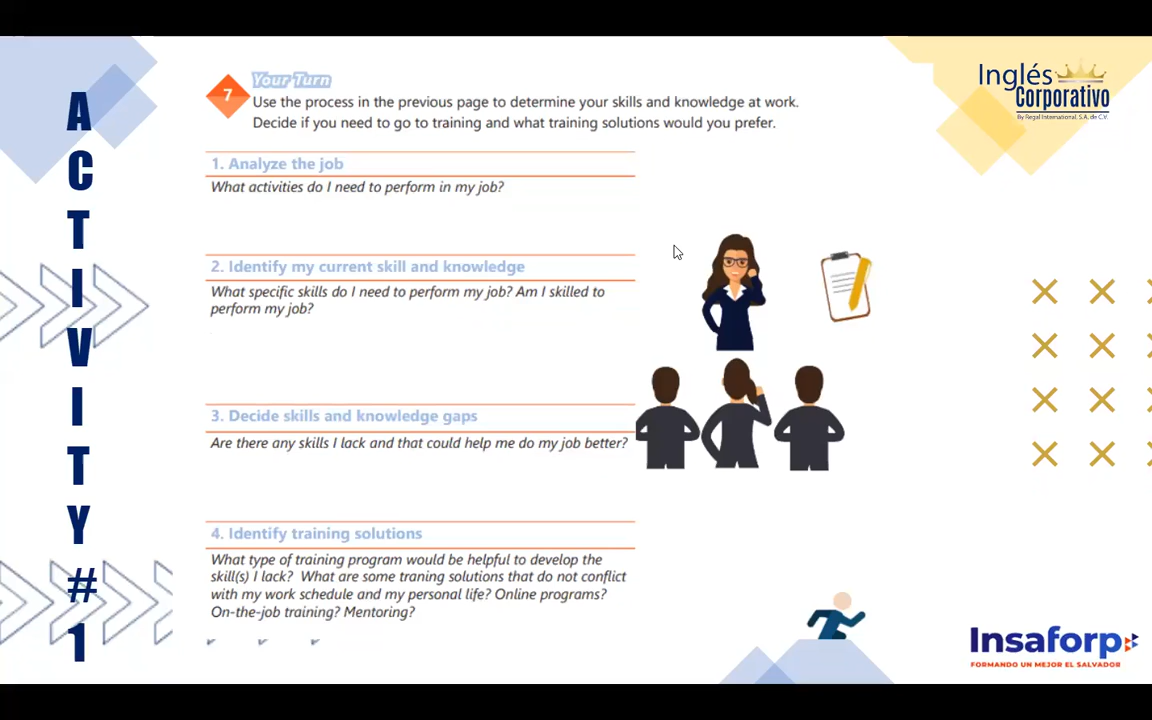 ACTIVITY #1
7
Your Turn
Use the process in the previous page to determine your skills and knowledge at work.
Decide if you need to go to training and what training solutions would you prefer.
1. Analyze the job
What activities do I need to perform in my job?
2. Identify my current skill and knowledge
What specific skills do I need to perform my job? Am I skilled to
perform my job?
3. Decide skills and knowledge gaps
Are there any skills I lack and that could help me do my job better?
4. Identify training solutions
What type of training program would be helpful to develop the
skill(s) I lack? What are some traning solutions that do not conflict
with my work schedule and my personal life? Online programs?
On-the-job training? Mentoring?
Inglés
Corporativo
By Regal International, S.A. de C.V.
Insaforp
FORMANDO UN MEJOR EL SALVADOR